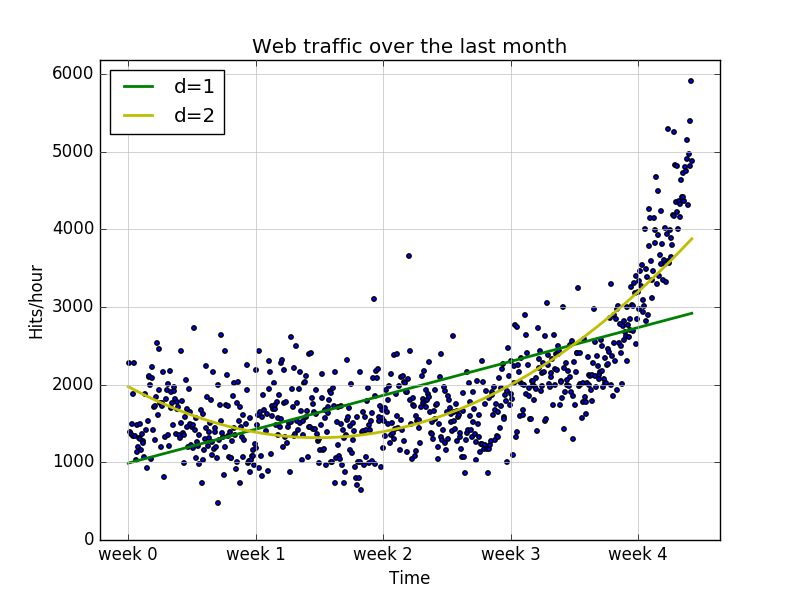 Web traffic over the last month
d=1
d=2
Hits/hour
6000
5000
4000
3000
2000
1000
0
week 0 week 1 week 2 week 3 week 4
Time